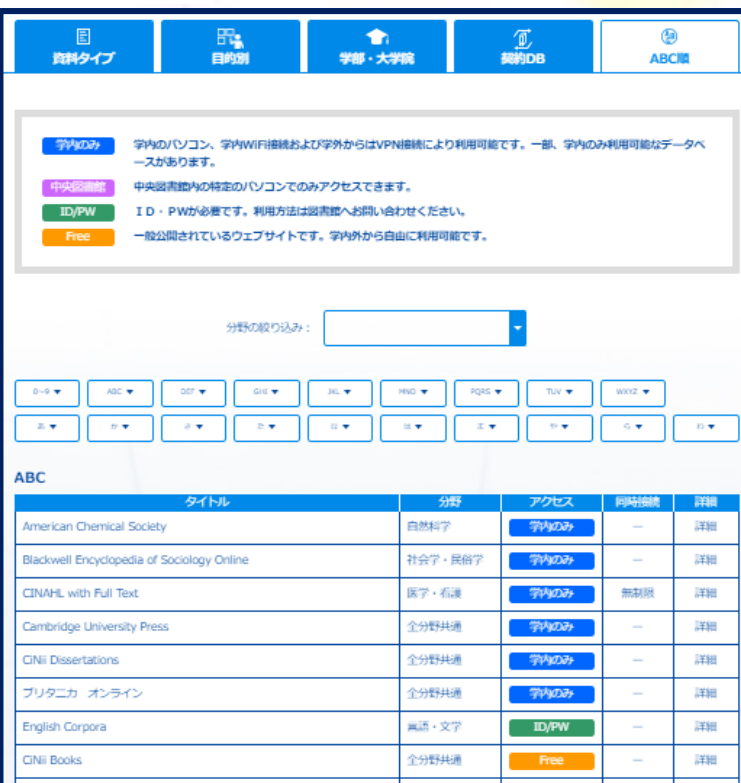 資料タイプ
目的別
学部・大学院
契約DB
ABC順
学内のみ 学内のパソコン、学内WiFi接続および学外からはVPN接続により利用可能です。一部、学内のみ利用可能なデータベ
ースがあります。
中央図書館 中央図書館内の特定のパソコンでのみアクセスできます。
ID/PW ID・PWが必要です。利用方法は図書館へお問い合わせください。
Free 一般公開されているウェブサイトです。学内外から自由に利用可能です。
分野の絞り込み：
0~9 ▼ ABC ▼ DEF ▼ GHI ▼ JKL ▼ MNO ▼ PQRS ▼ TUV ▼ WXYZ ▼
あ ▼ か ▼ さ ▼ た ▼ な ▼ は ▼ ま ▼ や ▼ ら ▼ わ ▼
ABC
タイトル 分野 アクセス 同時接続 詳細
American Chemical Society 自然科学 学内のみ — 詳細
Blackwell Encyclopedia of Sociology Online 社会学・民俗学 学内のみ — 詳細
CINAHL with Full Text 医学・看護 学内のみ 無制限 詳細
Cambridge University Press 全分野共通 学内のみ — 詳細
CiNii Dissertations 全分野共通 学内のみ — 詳細
ブリタニカ オンライン 全分野共通 学内のみ — 詳細
English Corpora 英語・文学 ID/PW — 詳細
CiNii Books 全分野共通 Free — 詳細